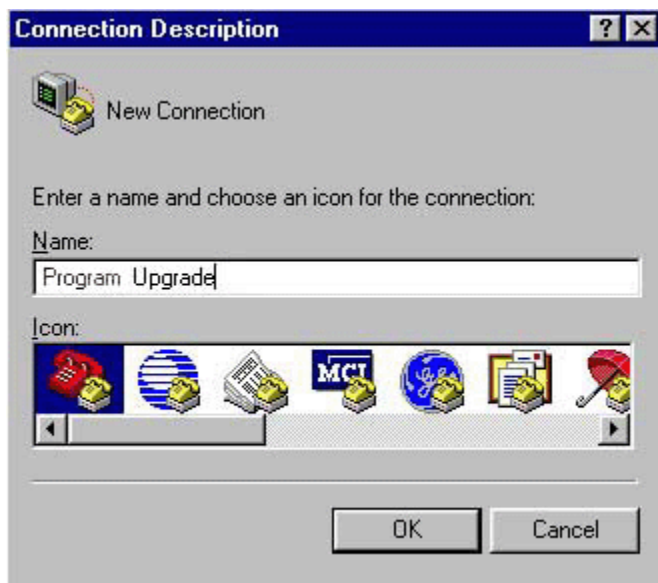 Connection Description
New Connection
Enter a name and choose an icon for the connection:
Name:
Program Upgrade
Icon:
MCI
OK
Cancel